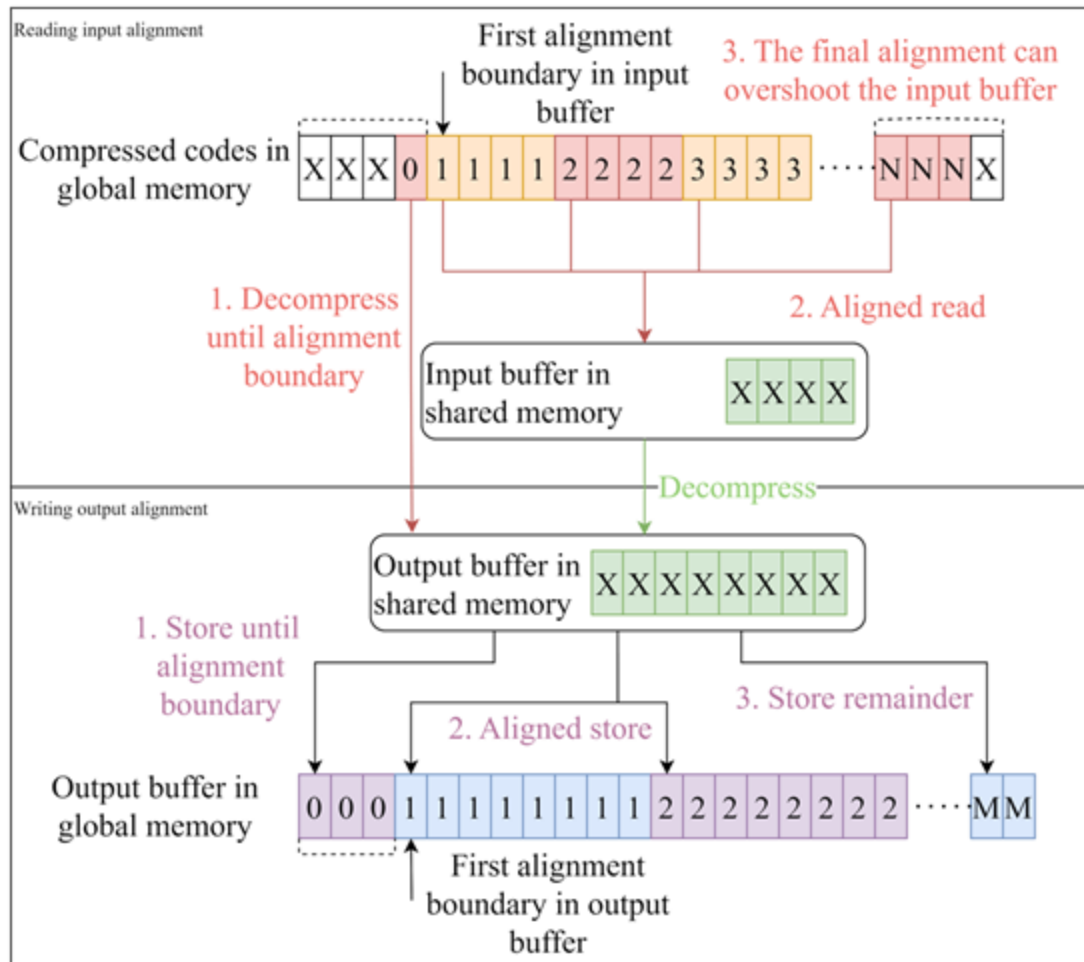 Reading input alignment
First alignment
boundary in input
buffer
3. The final alignment can
overshoot the input buffer
Compressed codes in
global memory
X X X 0 1 1 1 1 2 2 2 2 3 3 3 3 ····· N N N X
1. Decompress
until alignment
boundary
2. Aligned read
Input buffer in
shared memory
X X X X
Decompress
Writing output alignment
Output buffer in
shared memory
X X X X X X X X
1. Store until
alignment
boundary
2. Aligned store
3. Store remainder
Output buffer in
global memory
0 0 0 1 1 1 1 1 1 1 1 2 2 2 2 2 2 2 2 ····· M M
First alignment
boundary in output
buffer